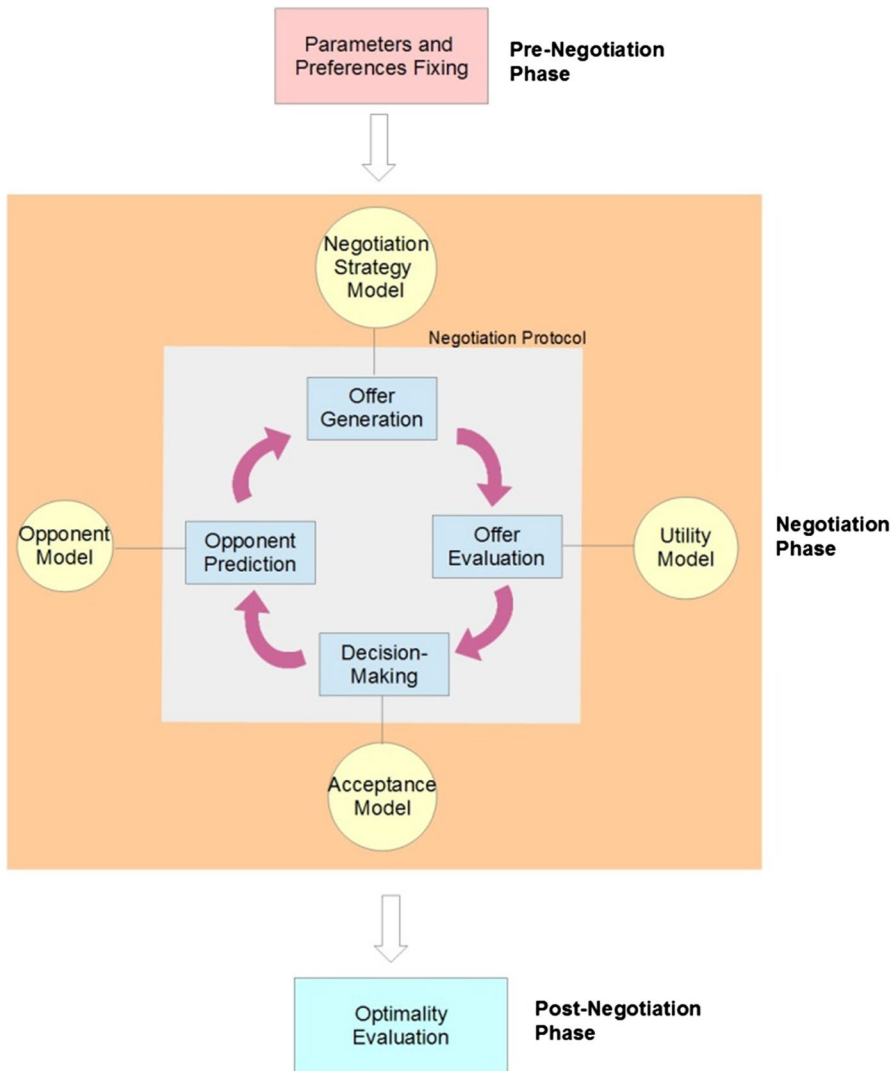 Parameters and
Preferences Fixing
Pre-Negotiation
Phase
Negotiation
Strategy
Model
Negotiation Protocol
Offer
Generation
Opponent
Model
Opponent
Prediction
Offer
Evaluation
Utility
Model
Negotiation
Phase
Decision-
Making
Acceptance
Model
Optimality
Evaluation
Post-Negotiation
Phase